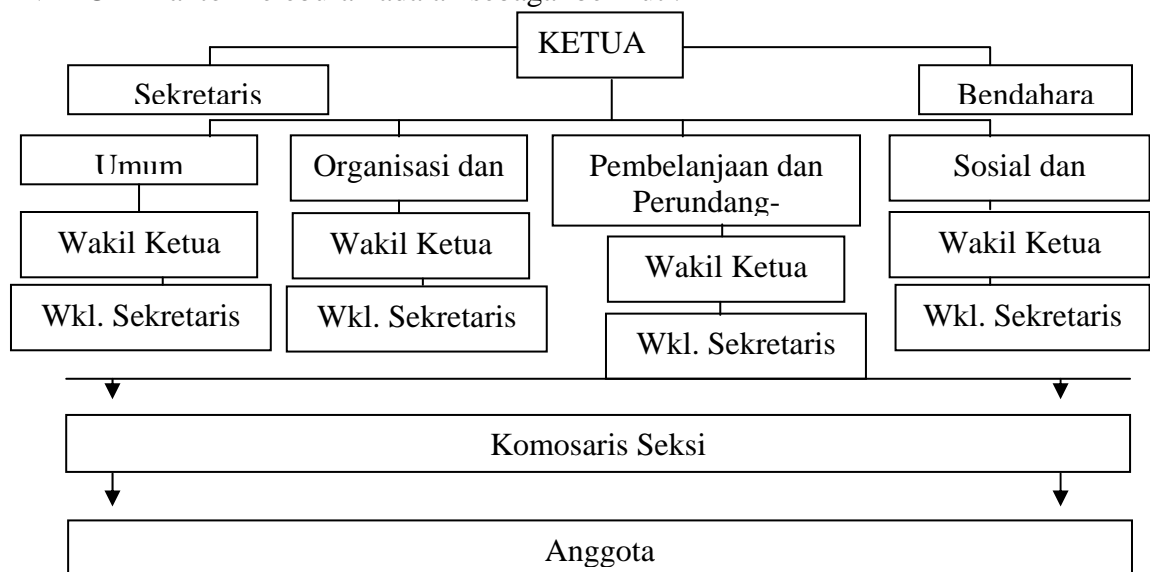 KETUA
Sekretaris
Bendahara
Umum
Organisasi dan
Pembelanjaan dan
Perundang-
Sosial dan
Wakil Ketua
Wakil Ketua
Wakil Ketua
Wakil Ketua
Wkl. Sekretaris
Wkl. Sekretaris
Wkl. Sekretaris
Wkl. Sekretaris
Komosaris Seksi
Anggota